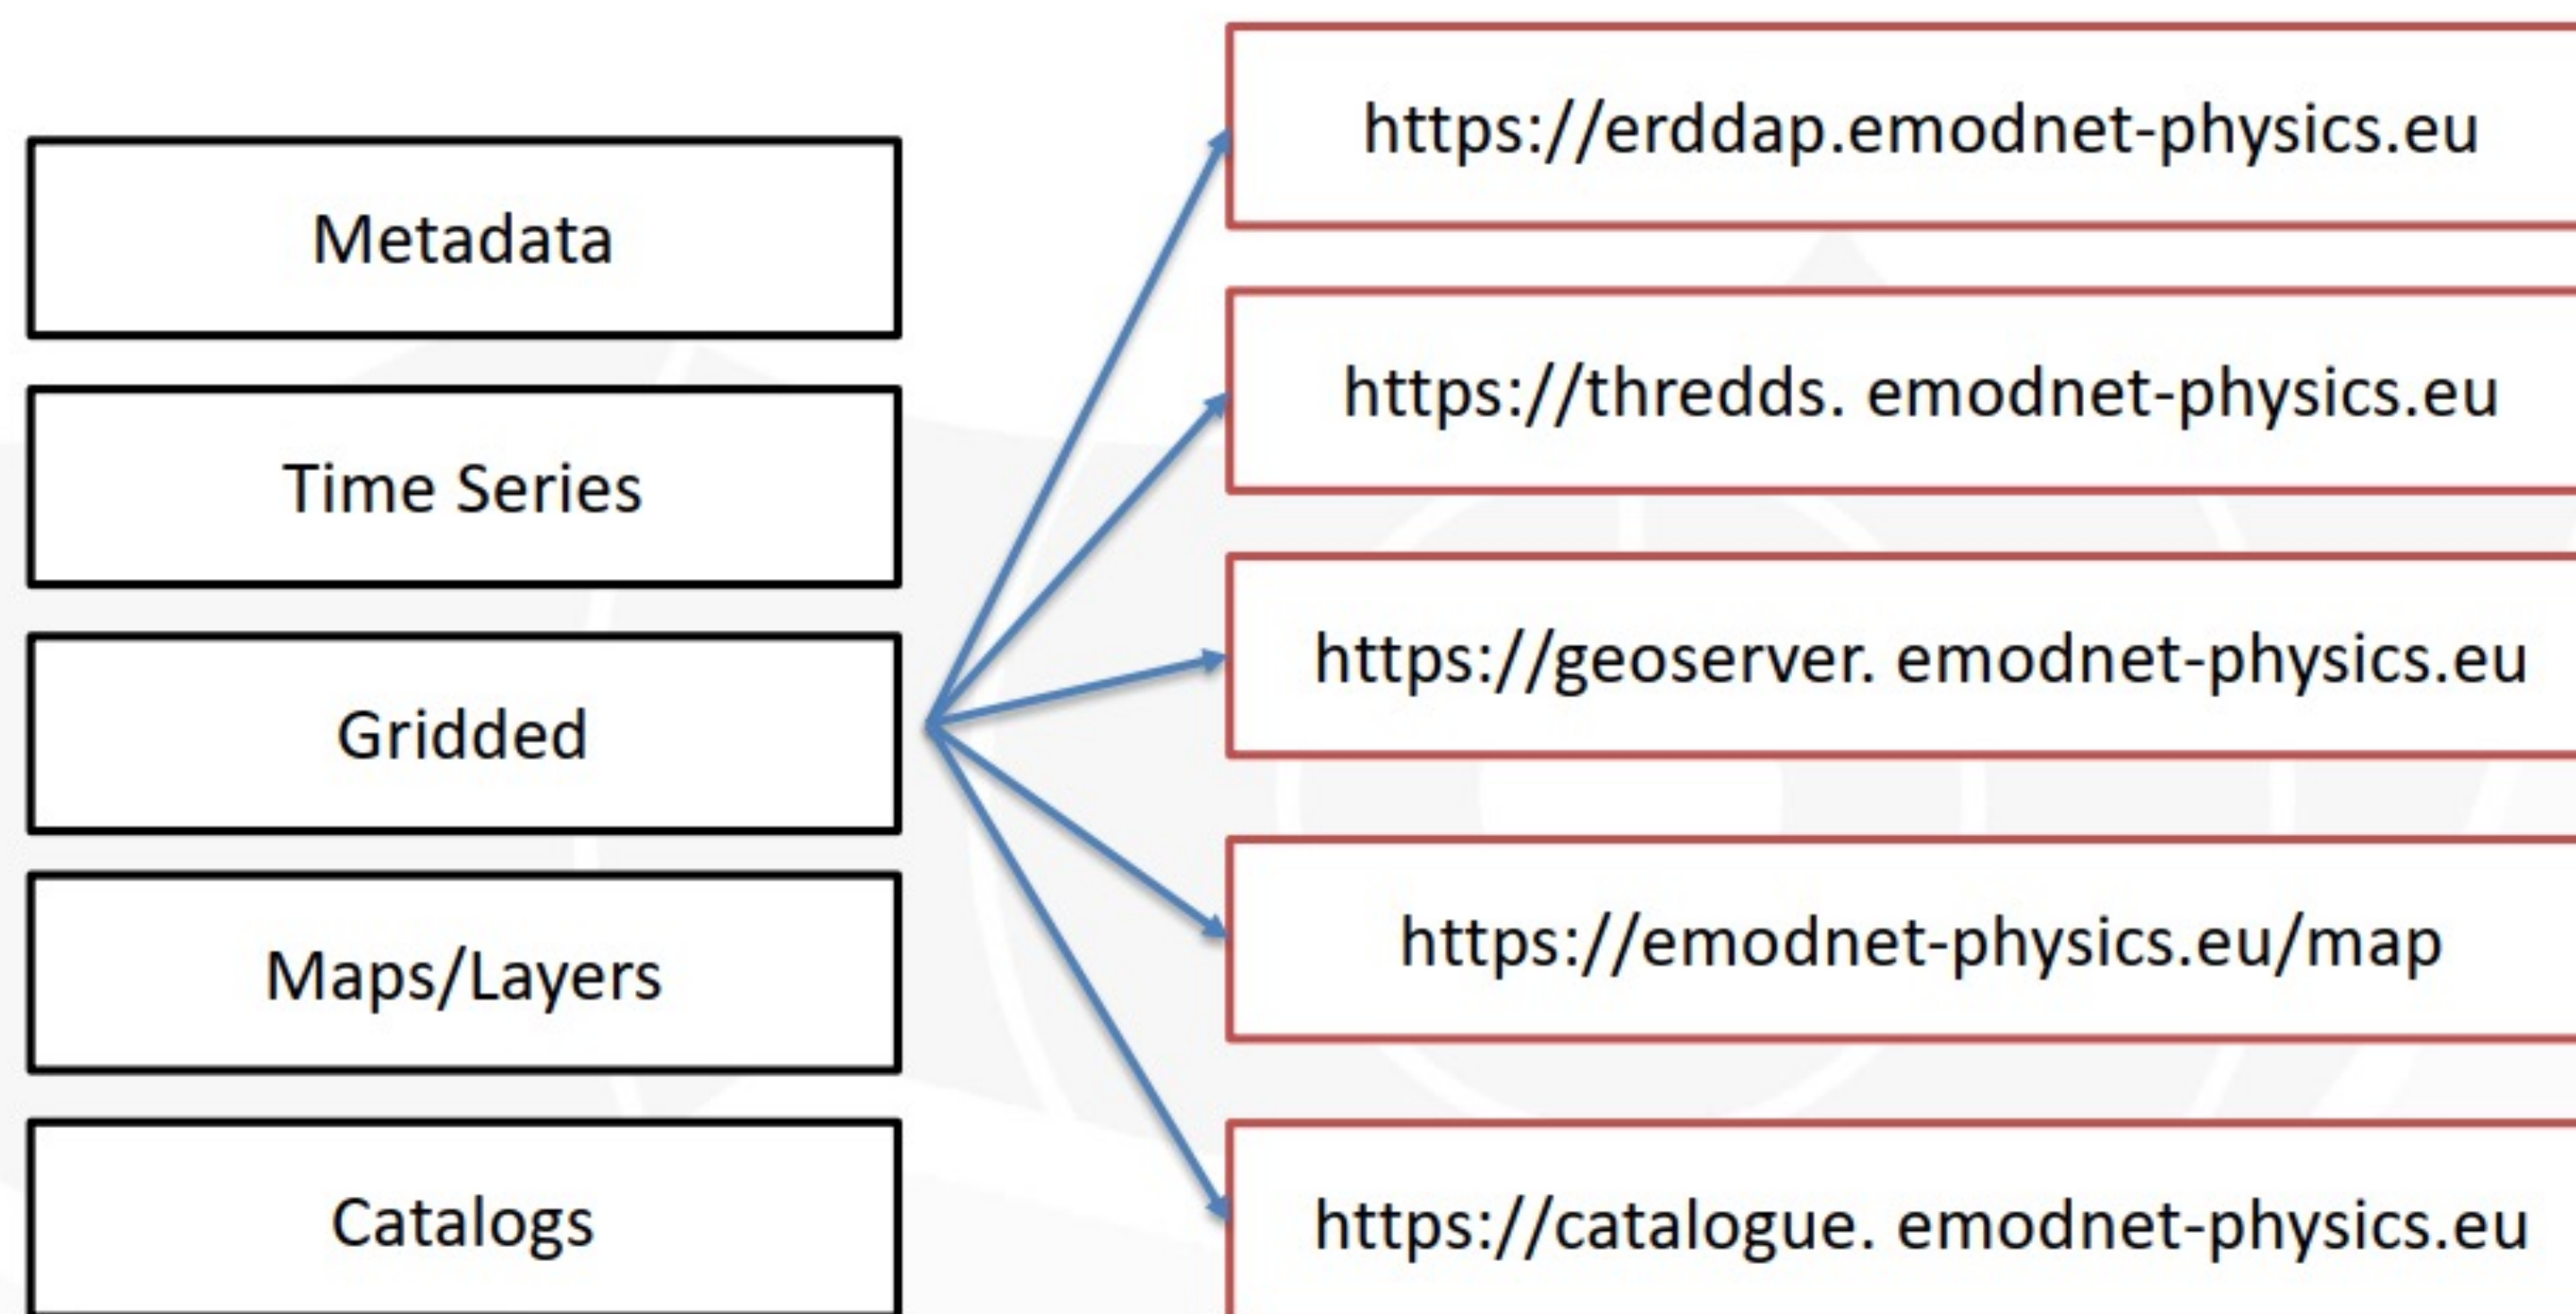 Metadata
Time Series
Gridded
Maps/Layers
Catalogs
https://erddap.emodnet-physics.eu
https://thredds. emodnet-physics.eu
https://geoserver. emodnet-physics.eu
https://emodnet-physics.eu/map
https://catalogue. emodnet-physics.eu